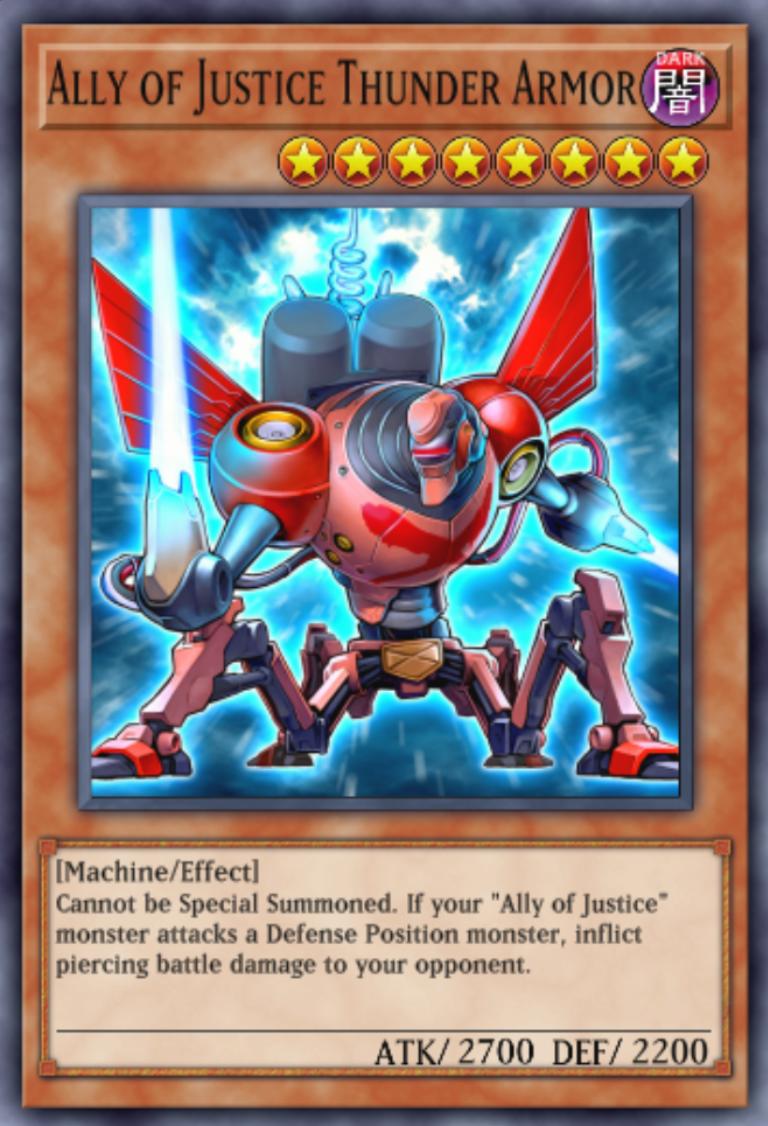 ALLY OF JUSTICE THUNDER ARMOR
DARK
闇
[Machine/Effect]
Cannot be Special Summoned. If your "Ally of Justice"
monster attacks a Defense Position monster, inflict
piercing battle damage to your opponent.
ATK/ 2700 DEF/ 2200